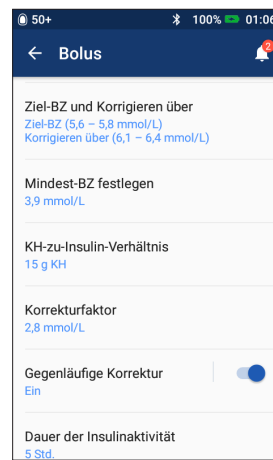 50+ 100% 01:06
Bolus 2
Ziel-BZ und Korrigieren über
Ziel-BZ (5,6 – 5,8 mmol/L)
Korrigieren über (6,1 – 6,4 mmol/L)
Mindest-BZ festlegen
3,9 mmol/L
KH-zu-Insulin-Verhältnis
15 g KH
Korrekturfaktor
2,8 mmol/L
Gegenläufige Korrektur
Ein
Dauer der Insulinaktivität
5 Std.